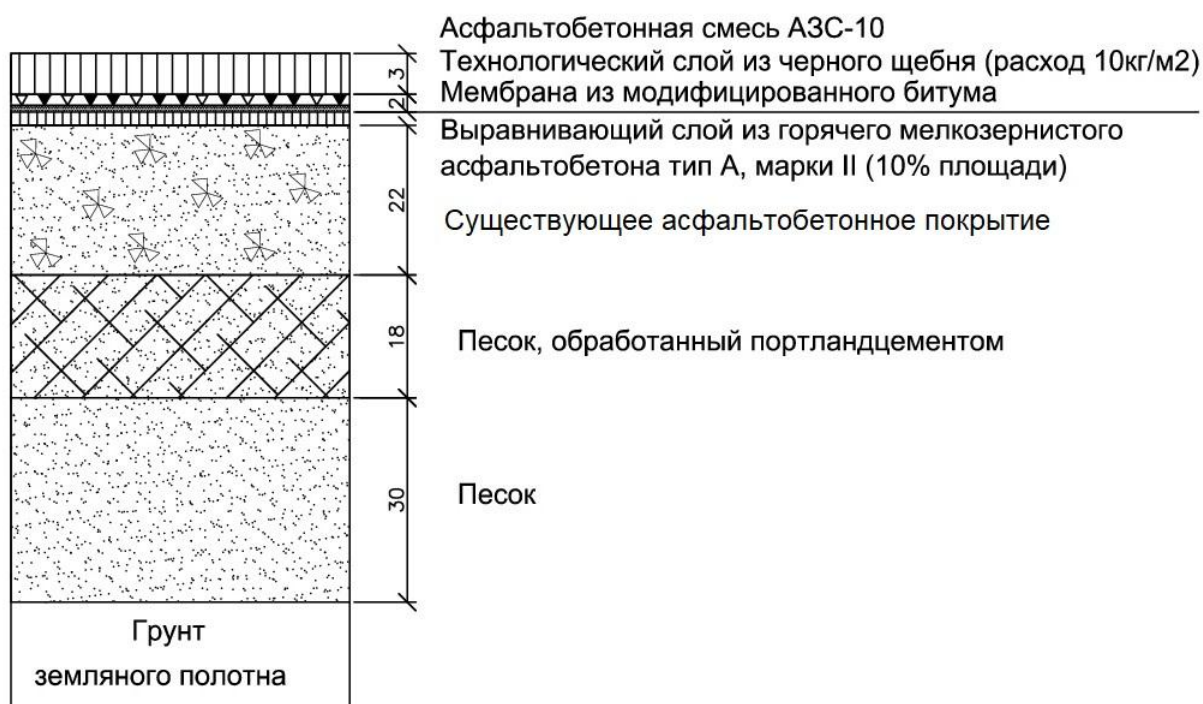 Асфальтобетонная смесь АЗС-10
3
Технологический слой из черного щебня (расход 10кг/м2)
2
Мембрана из модифицированного битума
Выравнивающий слой из горячего мелкозернистого
асфальтобетона тип А, марки II (10% площади)
22
Существующее асфальтобетонное покрытие
18
Песок, обработанный портландцементом
30
Песок
Грунт
земляного полотна